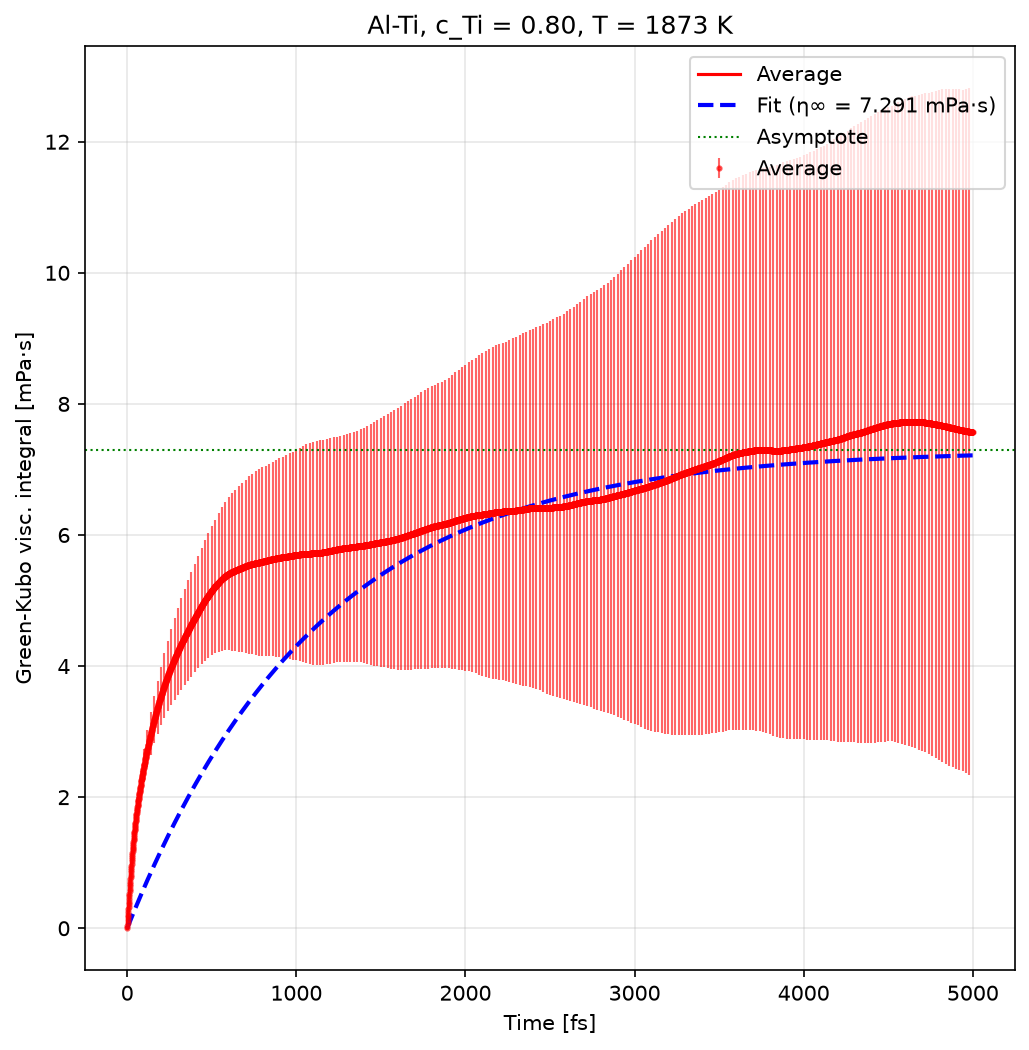 Al-Ti, c_Ti = 0.80, T = 1873 K
Average
Fit (η∞ = 7.291 mPa·s)
Asymptote
Average
Green-Kubo visc. integral [mPa·s]
12
10
8
6
4
2
0
0 1000 2000 3000 4000 5000
Time [fs]